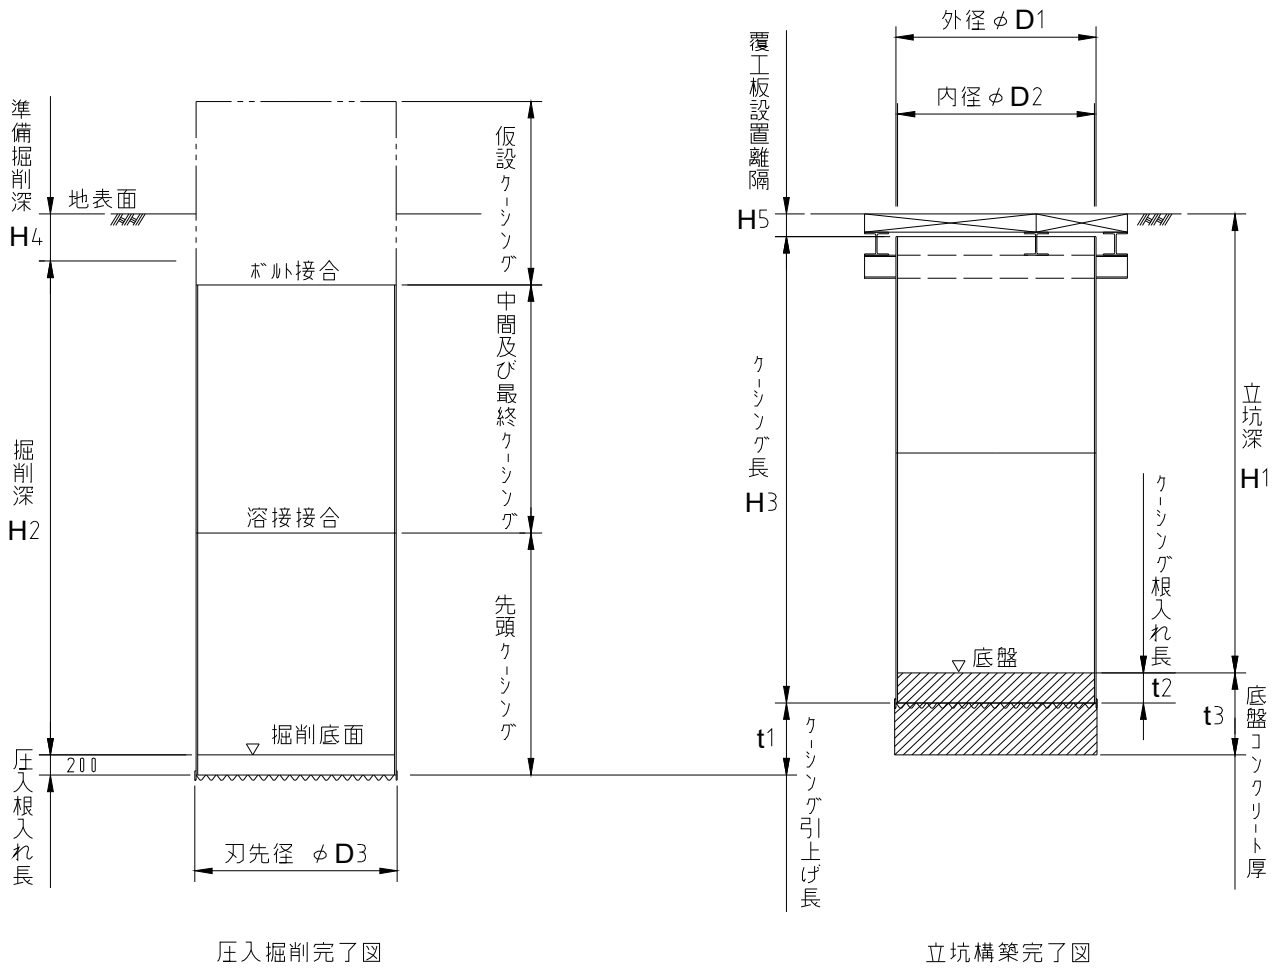 準備掘削深
H4
地表面
ボルト接合
仮設ケーシング
中間及び最終ケーシング
掘削深
H2
溶接接合
先頭ケーシング
掘削底面
200
圧入根入れ長
刃先径 φD3
圧入掘削完了図
外径φD1
内径φD2
覆工板設置離隔
H5
ケーシング長
H3
立坑深
H1
ケーシング根入れ長
t2
底盤
t3
底盤コンクリート厚
t1
ケーシング引上げ長
立坑構築完了図